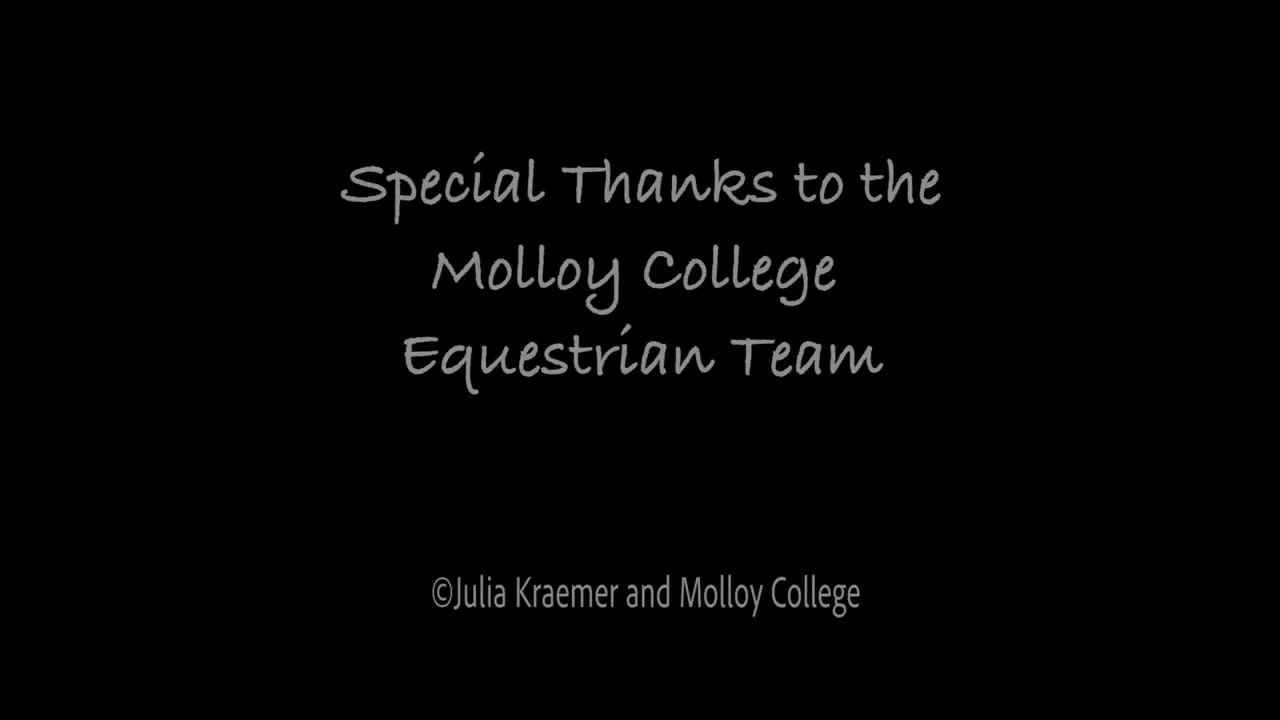 Special Thanks to the
Molloy College
Equestrian Team
©Julia Kraemer and Molloy College